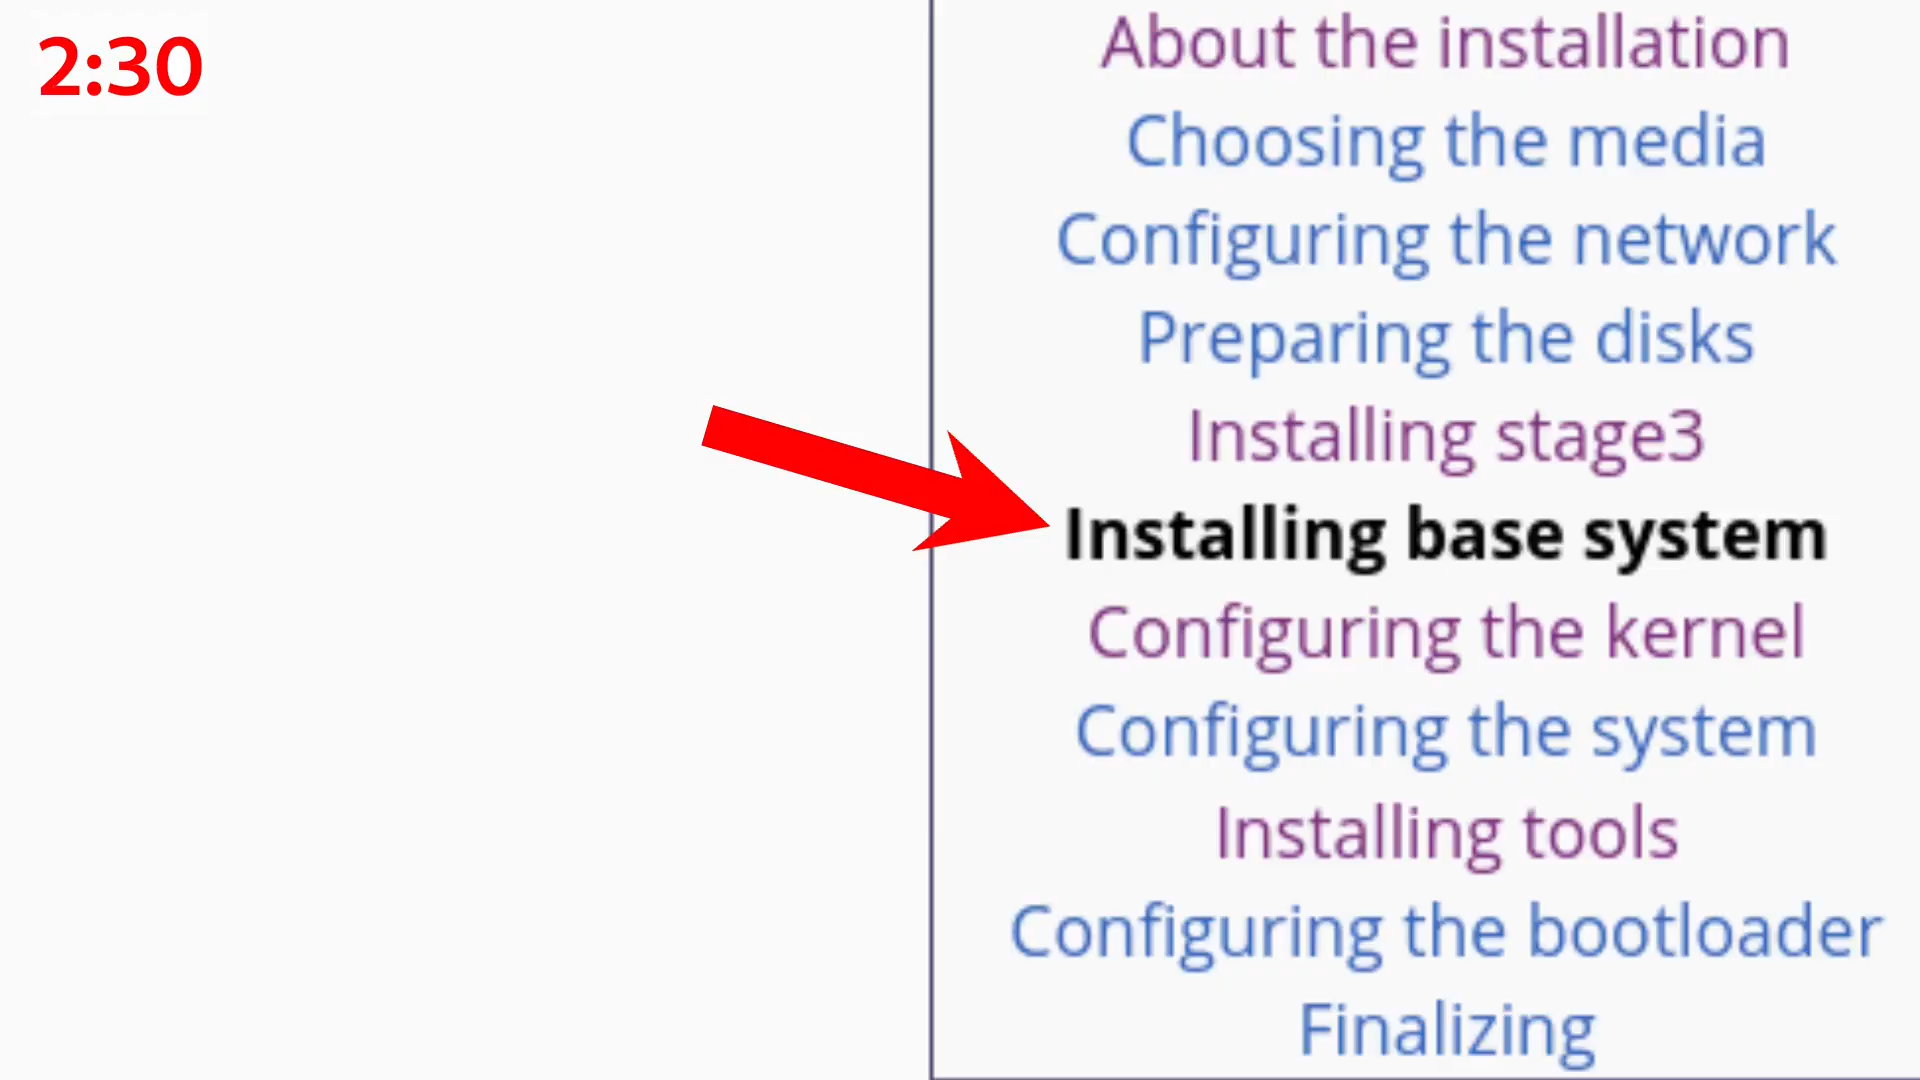 2:30
About the installation
Choosing the media
Configuring the network
Preparing the disks
Installing stage3
Installing base system
Configuring the kernel
Configuring the system
Installing tools
Configuring the bootloader
Finalizing